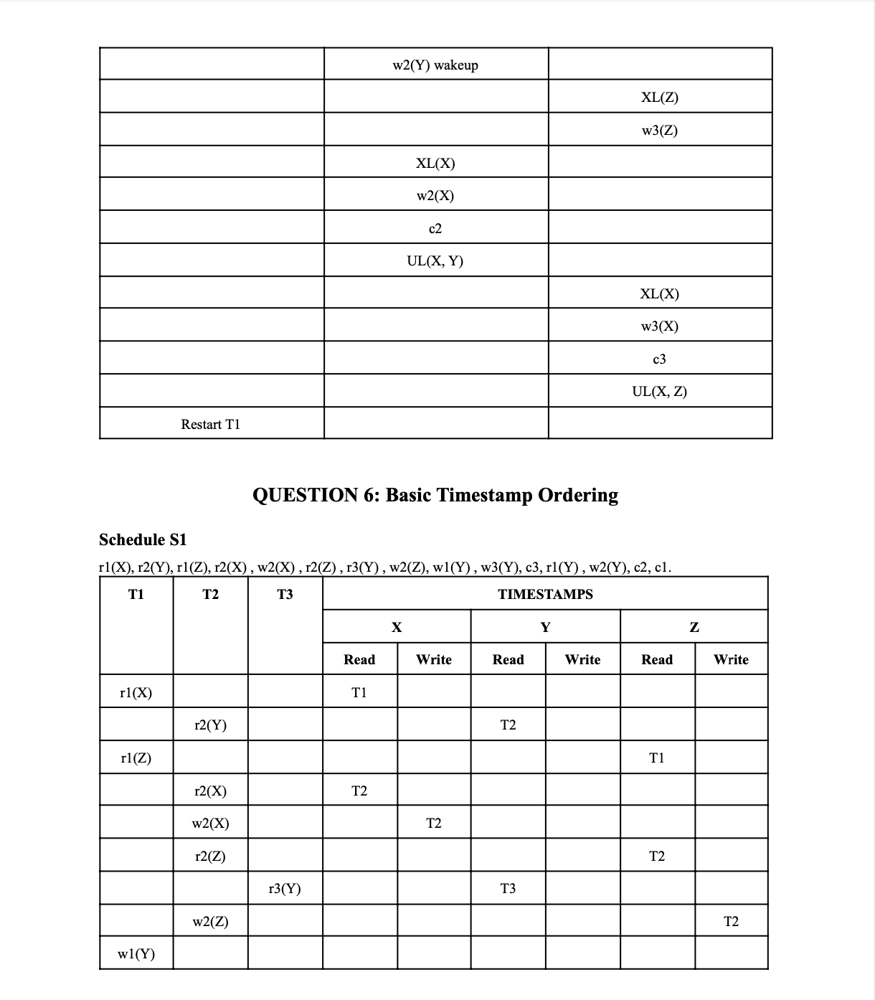 w2(Y) wakeup
XL(Z)
w3(Z)
XL(X)
w2(X)
c2
UL(X, Y)
XL(X)
w3(X)
c3
UL(X, Z)
Restart T1
QUESTION 6: Basic Timestamp Ordering
Schedule S1
r1(X), r2(Y), r1(Z), r2(X) , w2(X) , r2(Z) , r3(Y) , w2(Z), w1(Y) , w3(Y), c3, r1(Y) , w2(Y), c2, c1.
T1 T2 T3 TIMESTAMPS
X Y Z
Read Write Read Write Read Write
r1(X) T1
r2(Y) T2
r1(Z) T1
r2(X) T2
w2(X) T2
r2(Z) T2
r3(Y) T3
w2(Z) T2
w1(Y)